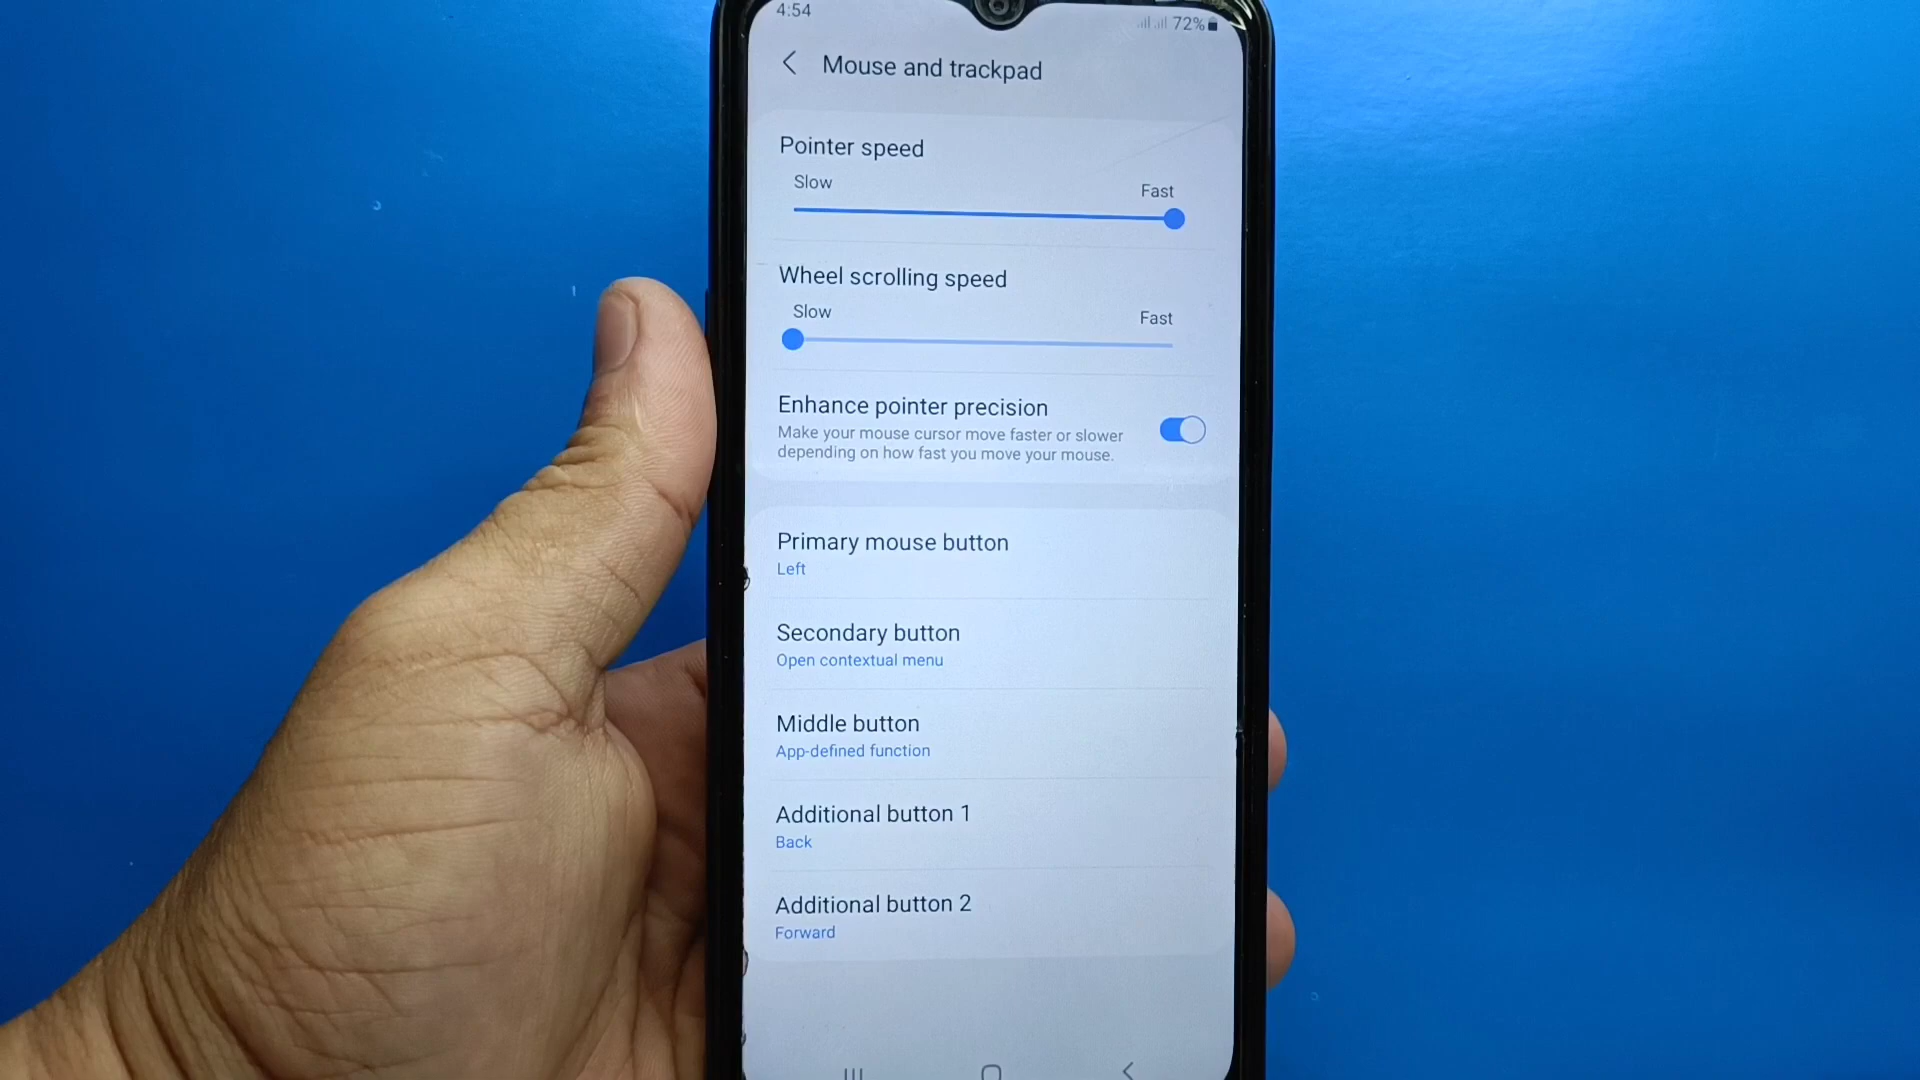 4:54
72%
Mouse and trackpad
Pointer speed
Slow
Fast
Wheel scrolling speed
Slow
Fast
Enhance pointer precision
Make your mouse cursor move faster or slower
depending on how fast you move your mouse.
Primary mouse button
Left
Secondary button
Open contextual menu
Middle button
App-defined function
Additional button 1
Back
Additional button 2
Forward